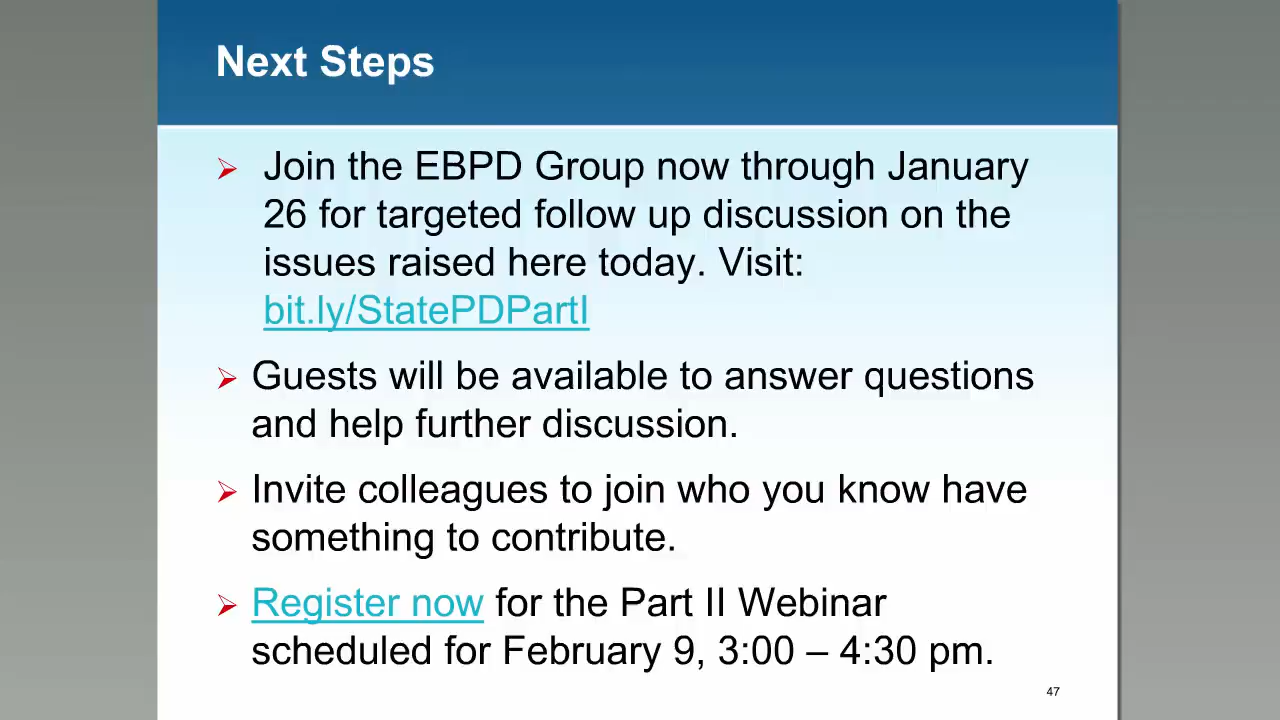 Next Steps
Join the EBPD Group now through January
26 for targeted follow up discussion on the
issues raised here today. Visit:
bit.ly/StatePDPartI
Guests will be available to answer questions
and help further discussion.
Invite colleagues to join who you know have
something to contribute.
Register now for the Part II Webinar
scheduled for February 9, 3:00 – 4:30 pm.
47